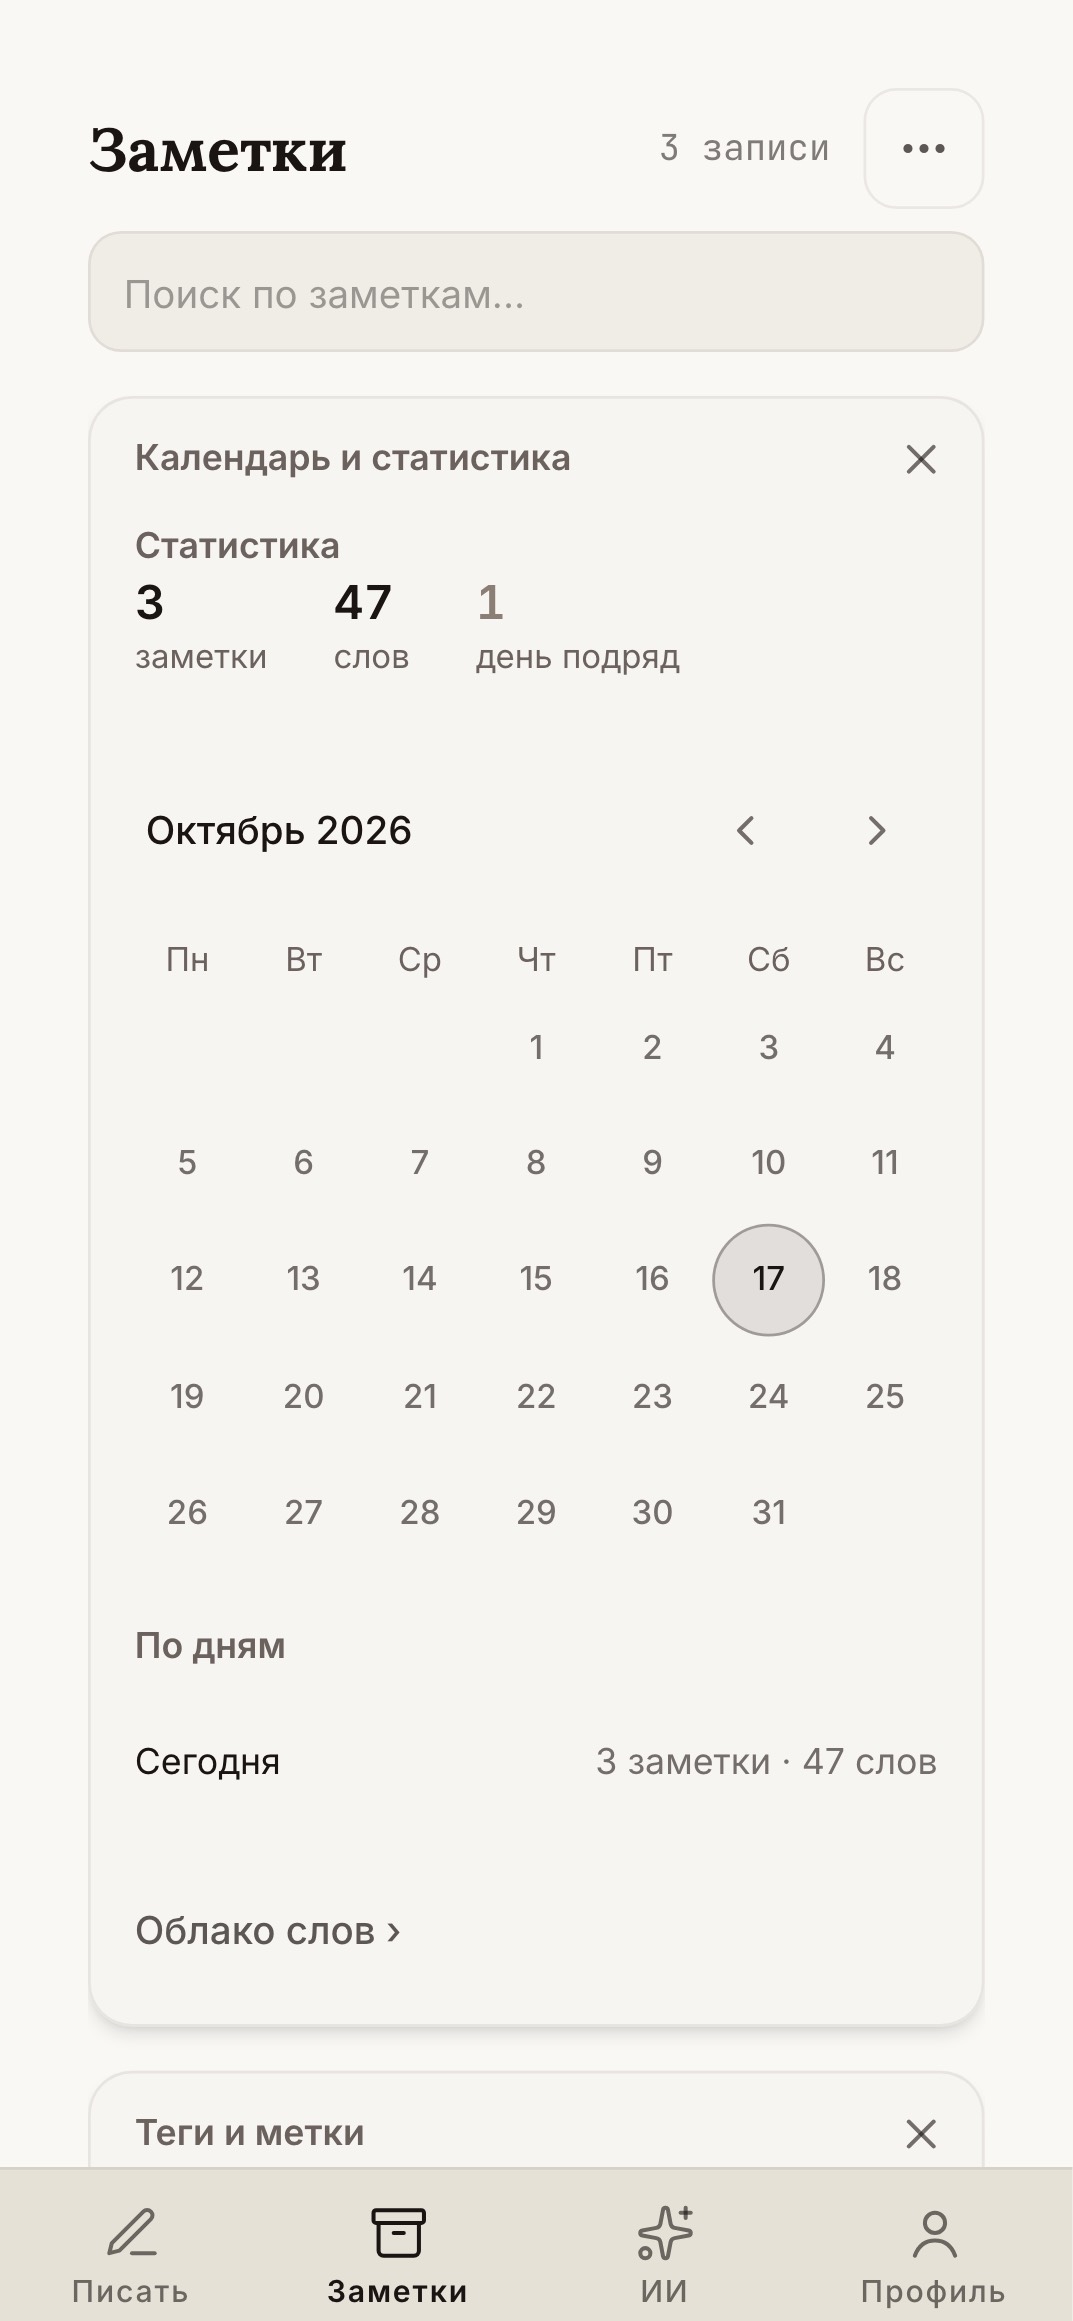 Заметки
3 записи
Поиск по заметкам...
Календарь и статистика
Статистика
3 47 1
заметки слов день подряд
Октябрь 2026
Пн Вт Ср Чт Пт Сб Вс
1 2 3 4
5 6 7 8 9 10 11
12 13 14 15 16 17 18
19 20 21 22 23 24 25
26 27 28 29 30 31
По дням
Сегодня 3 заметки · 47 слов
Облако слов ›
Теги и метки
Писать Заметки ИИ Профиль